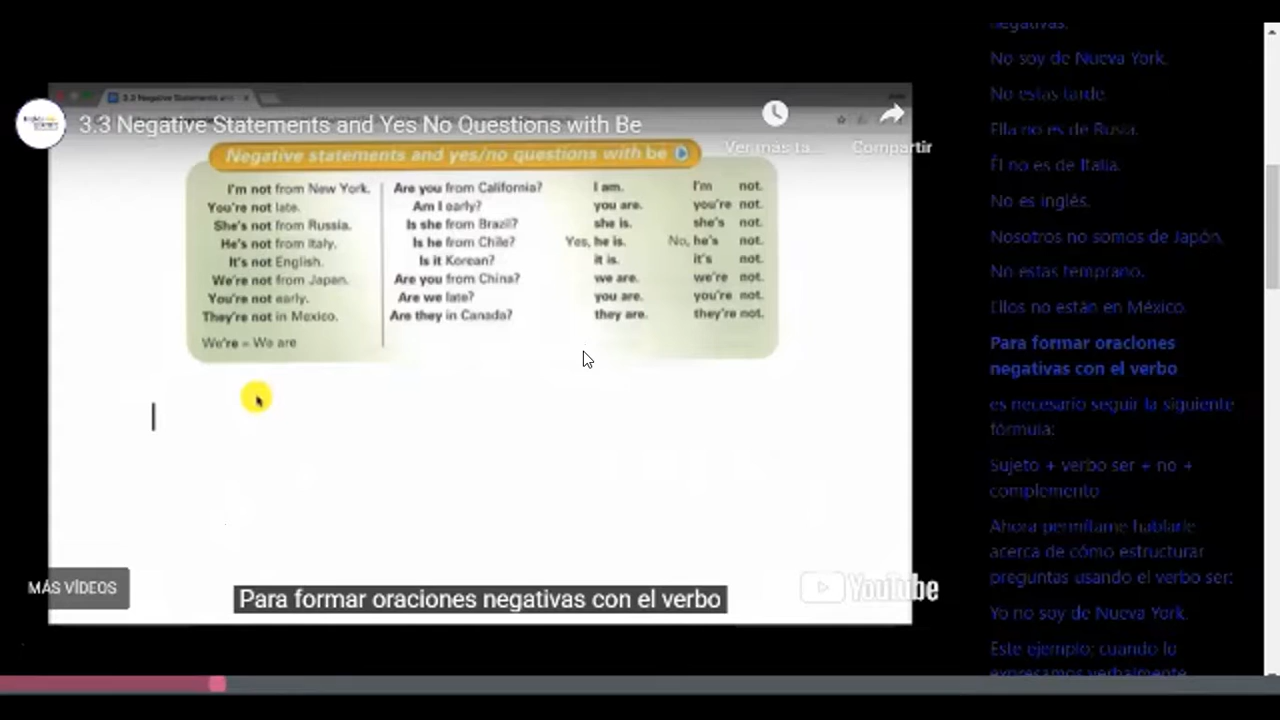 3.3 Negative Statements and
3.3 Negative Statements and Yes No Questions with Be
Ver más ta...
Compartir
Negative statements and yes/no questions with be
I'm not from New York.
You're not late.
She's not from Russia.
He's not from Italy.
It's not English.
We're not from Japan.
You're not early.
They're not in Mexico.
We're = We are
Are you from California? I am. I'm not.
Am I early? you are. you're not.
Is she from Brazil? she is. she's not.
Is he from Chile? Yes, he is. No, he's not.
Is it Korean? it is. it's not.
Are you from China? we are. we're not.
Are we late? you are. you're not.
Are they in Canada? they are. they're not.
MÁS VÍDEOS
Para formar oraciones negativas con el verbo
YouTube
negativas.
No soy de Nueva York.
No estas tarde.
Ella no es de Rusia.
Él no es de Italia.
No es inglés.
Nosotros no somos de Japón.
No estas temprano.
Ellos no están en México.
Para formar oraciones
negativas con el verbo
es necesario seguir la siguiente
fórmula:
Sujeto + verbo ser + no +
complemento
Ahora permítame hablarle
acerca de cómo estructurar
preguntas usando el verbo ser:
Yo no soy de Nueva York.
Este ejemplo; cuando lo
expresamos verbalmente